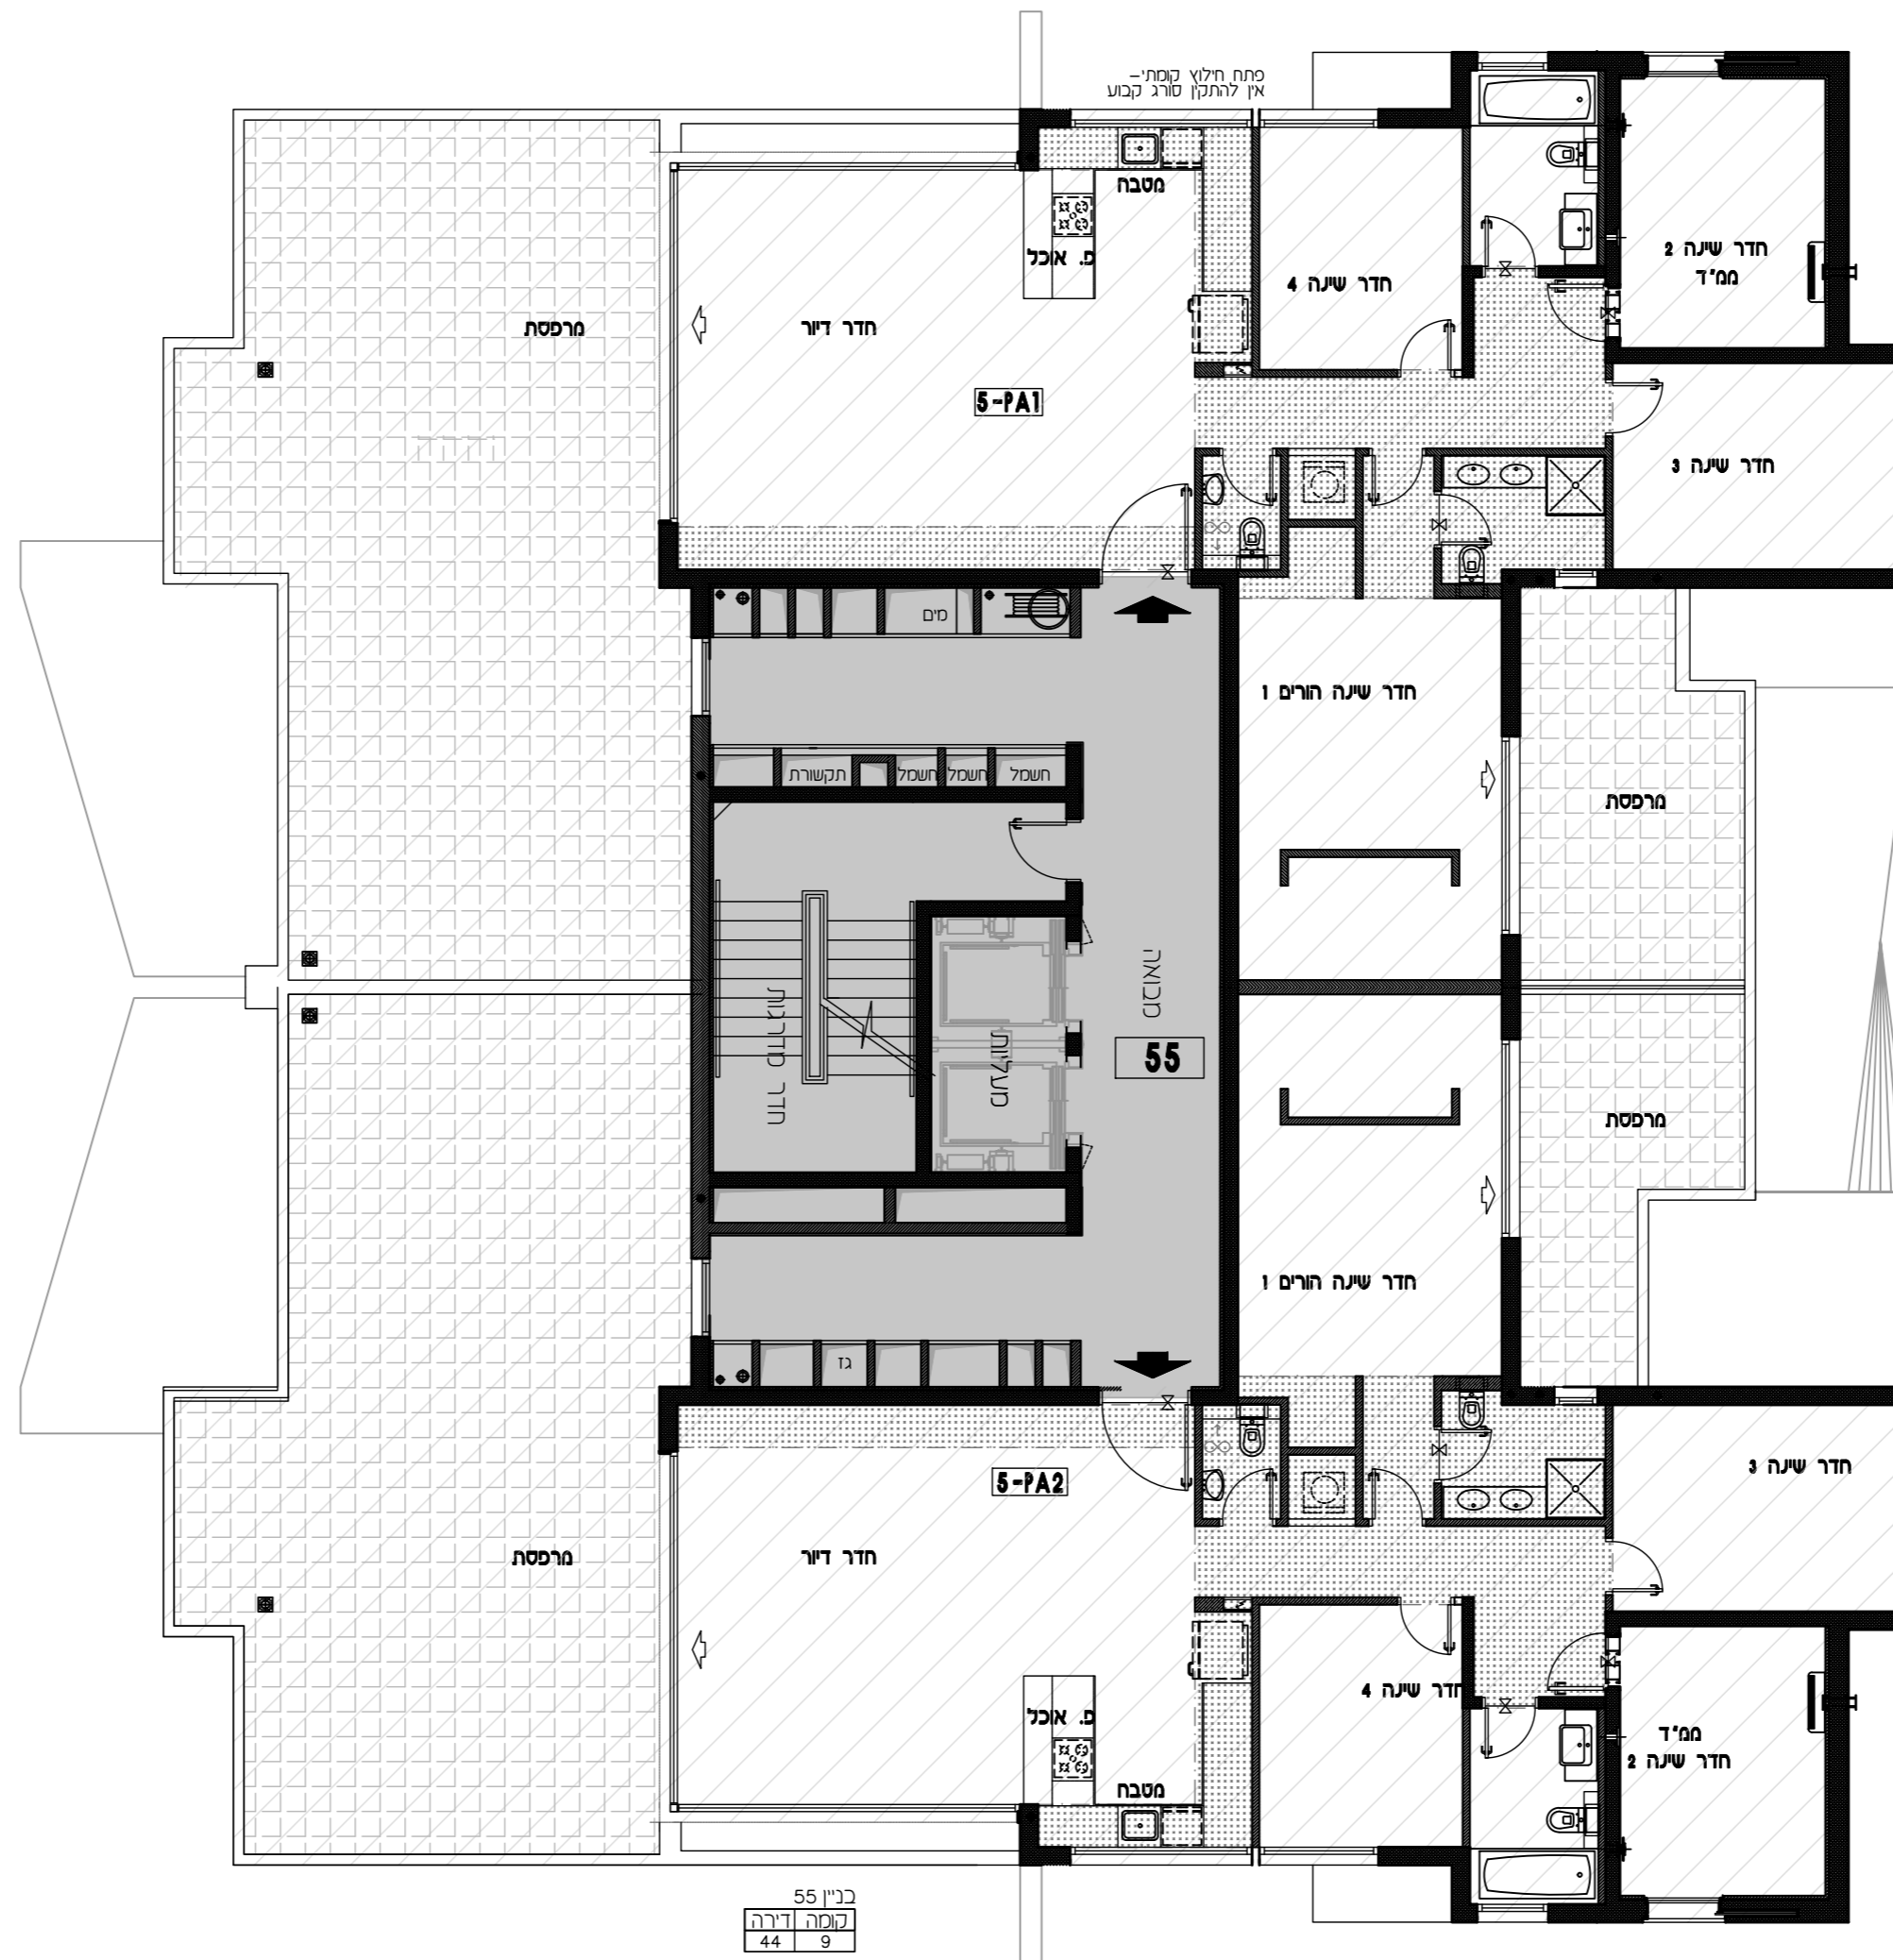 פתח חילוץ קומתי-
אין להתקין סורג קבוע
מטבח
פ. אוכל
חדר שינה 4
חדר שינה 2
ממ"ד
מרפסת
חדר דיור
5-PA1
חדר שינה 3
מים
חדר שינה הורים 1
תקשורת
חשמל
חשמל
חשמל
מרפסת
מבואה
חדר מדרגות
מעלית
55
מרפסת
חדר שינה הורים 1
גז
5-PA2
חדר שינה 3
מרפסת
חדר דיור
חדר שינה 4
פ. אוכל
ממ"ד
חדר שינה 2
מטבח
בניין 55
קומה דירה
9 44